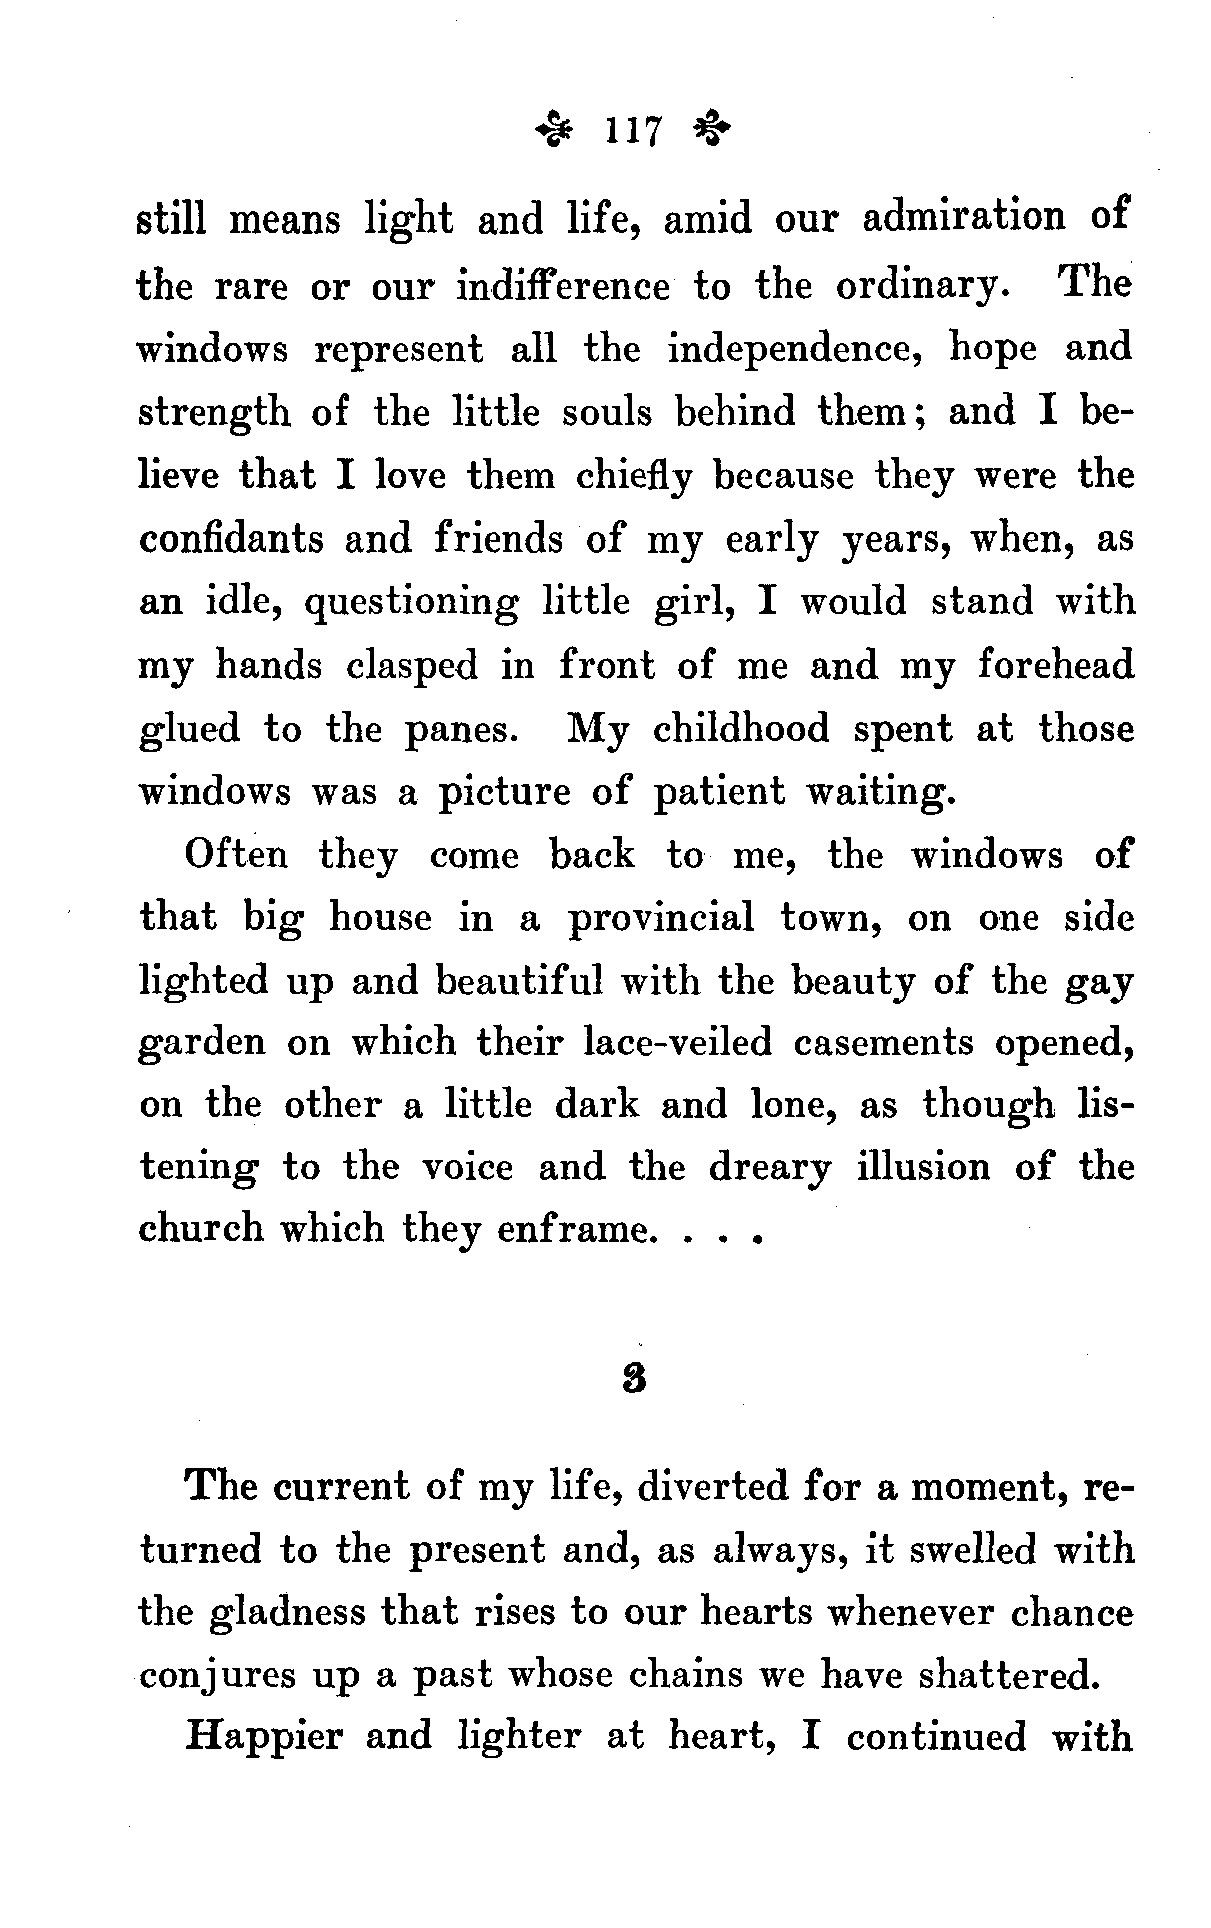 117
still means light and life, amid our admiration of
the rare or our indifference to the ordinary. The
windows represent all the independence, hope and
strength of the little souls behind them; and I be-
lieve that I love them chiefly because they were the
confidants and friends of my early years, when, as
an idle, questioning little girl, I would stand with
my hands clasped in front of me and my forehead
glued to the panes. My childhood spent at those
windows was a picture of patient waiting.
Often they come back to me, the windows of
that big house in a provincial town, on one side
lighted up and beautiful with the beauty of the gay
garden on which their lace-veiled casements opened,
on the other a little dark and lone, as though lis-
tening to the voice and the dreary illusion of the
church which they enframe. . . .
3
The current of my life, diverted for a moment, re-
turned to the present and, as always, it swelled with
the gladness that rises to our hearts whenever chance
conjures up a past whose chains we have shattered.
Happier and lighter at heart, I continued with